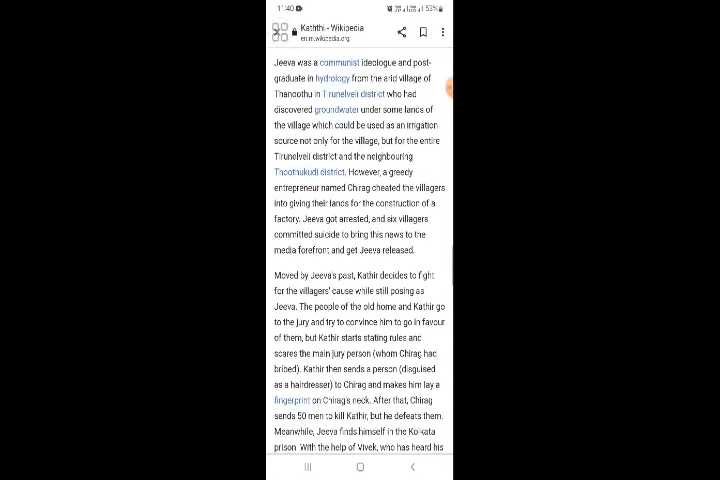 11:40
53%
Kaththi - Wikipedia
en.m.wikipedia.org
Jeeva was a communist ideologue and post-
graduate in hydrology from the arid village of
Thanoothu in Tirunelveli district who had
discovered groundwater under some lands of
the village which could be used as an irrigation
source not only for the village, but for the entire
Tirunelveli district and the neighbouring
Thoothukudi district. However, a greedy
entrepreneur named Chirag cheated the villagers
into giving their lands for the construction of a
factory. Jeeva got arrested, and six villagers
committed suicide to bring this news to the
media forefront and get Jeeva released.
Moved by Jeeva's past, Kathir decides to fight
for the villagers' cause while still posing as
Jeeva. The people of the old home and Kathir go
to the jury and try to convince him to go in favour
of them, but Kathir starts stating rules and
scares the main jury person (whom Chirag had
bribed). Kathir then sends a person (disguised
as a hairdresser) to Chirag and makes him lay a
fingerprint on Chirag's neck. After that, Chirag
sends 50 men to kill Kathir, but he defeats them.
Meanwhile, Jeeva finds himself in the Kolkata
prison. With the help of Vivek, who has heard his